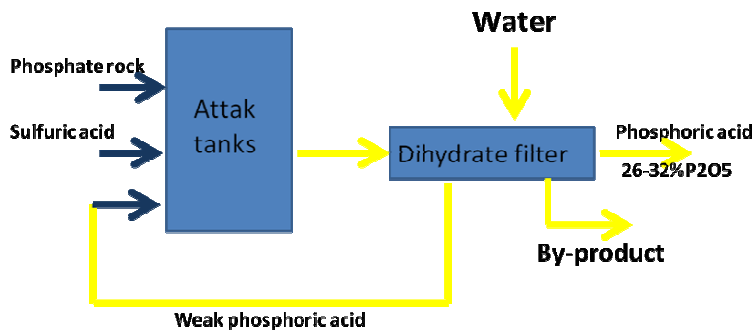 Water
Phosphate rock
Attak
tanks
Sulfuric acid
Dihydrate filter
Phosphoric acid
26-32%P2O5
By-product
Weak phosphoric acid